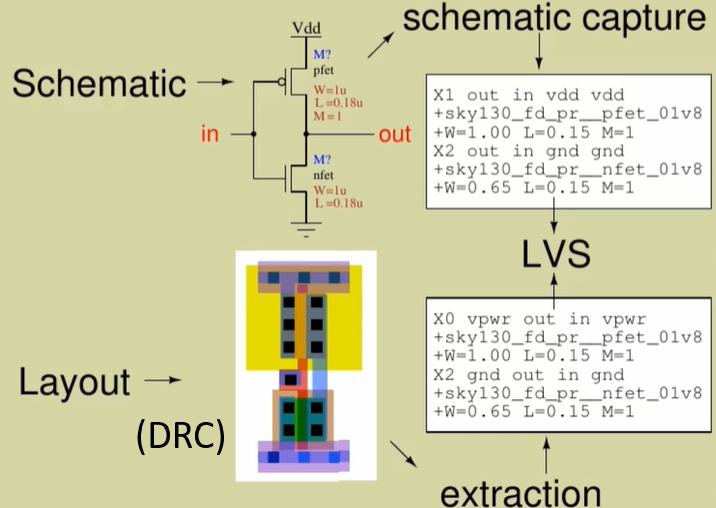 schematic capture
Vdd
M?
pfet
W=1u
L=0.18u
M=1
Schematic
in
out
M?
nfet
W=1u
L=0.18u
X1 out in vdd vdd
+sky130_fd_pr__pfet_01v8
+W=1.00 L=0.15 M=1
X2 out in gnd gnd
+sky130_fd_pr__nfet_01v8
+W=0.65 L=0.15 M=1
LVS
X0 vpwr out in vpwr
+sky130_fd_pr__pfet_01v8
+W=1.00 L=0.15 M=1
X2 gnd out in gnd
+sky130_fd_pr__nfet_01v8
+W=0.65 L=0.15 M=1
Layout
(DRC)
extraction